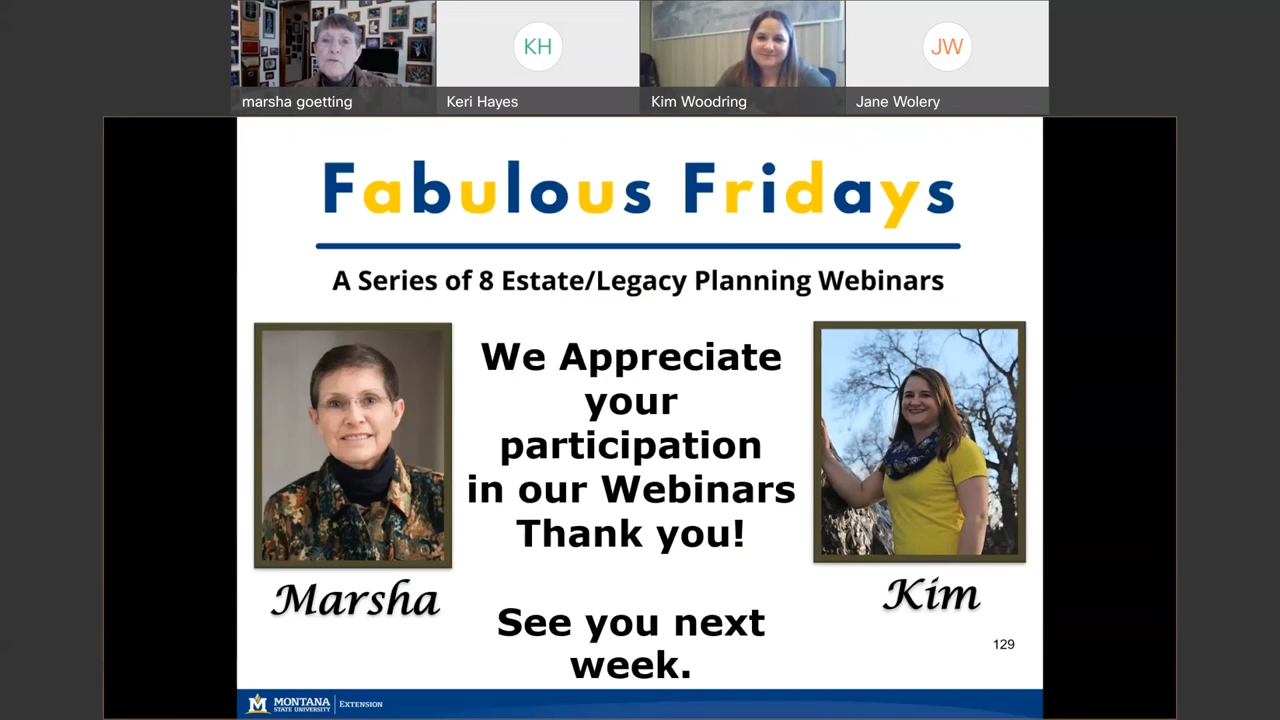 marsha goetting
KH
Keri Hayes
Kim Woodring
JW
Jane Wolery
Fabulous Fridays
A Series of 8 Estate/Legacy Planning Webinars
We Appreciate
your
participation
in our Webinars
Thank you!
Marsha
Kim
See you next
week.
129
M MONTANA
STATE UNIVERSITY
EXTENSION